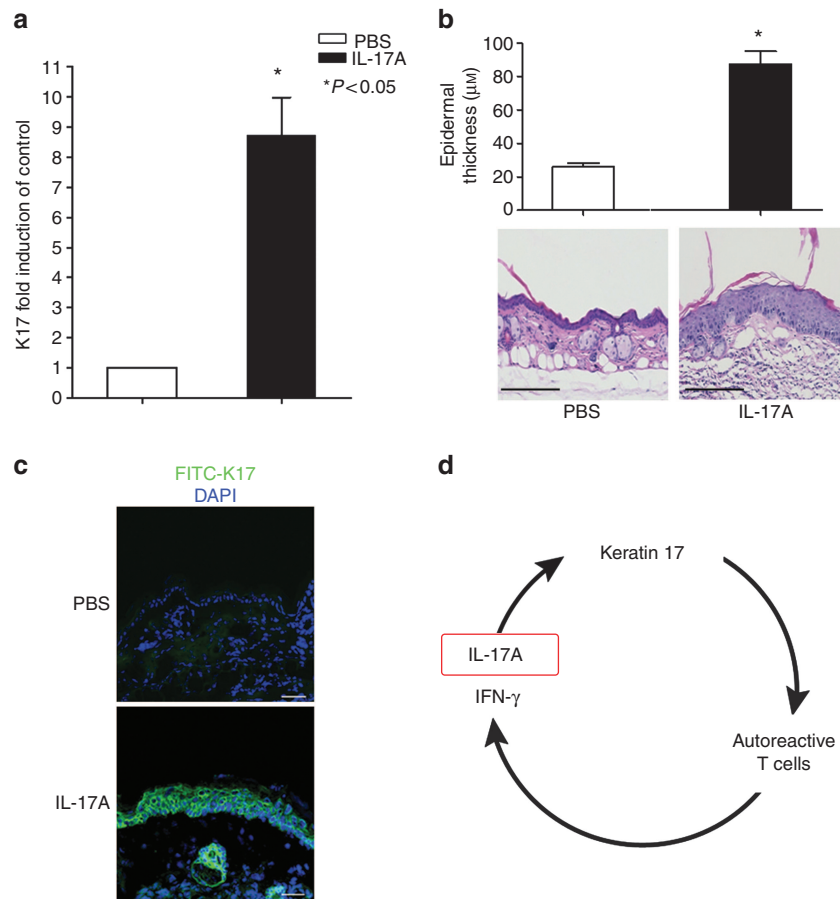 a
PBS
IL-17A
*P<0.05
*
K17 fold induction of control
11
10
9
8
7
6
5
4
3
2
1
0
b
*
Epidermal
thickness (μM)
100
80
60
40
20
0
PBS
IL-17A
c
FITC-K17
DAPI
PBS
IL-17A
d
Keratin 17
IL-17A
IFN-γ
Autoreactive
T cells